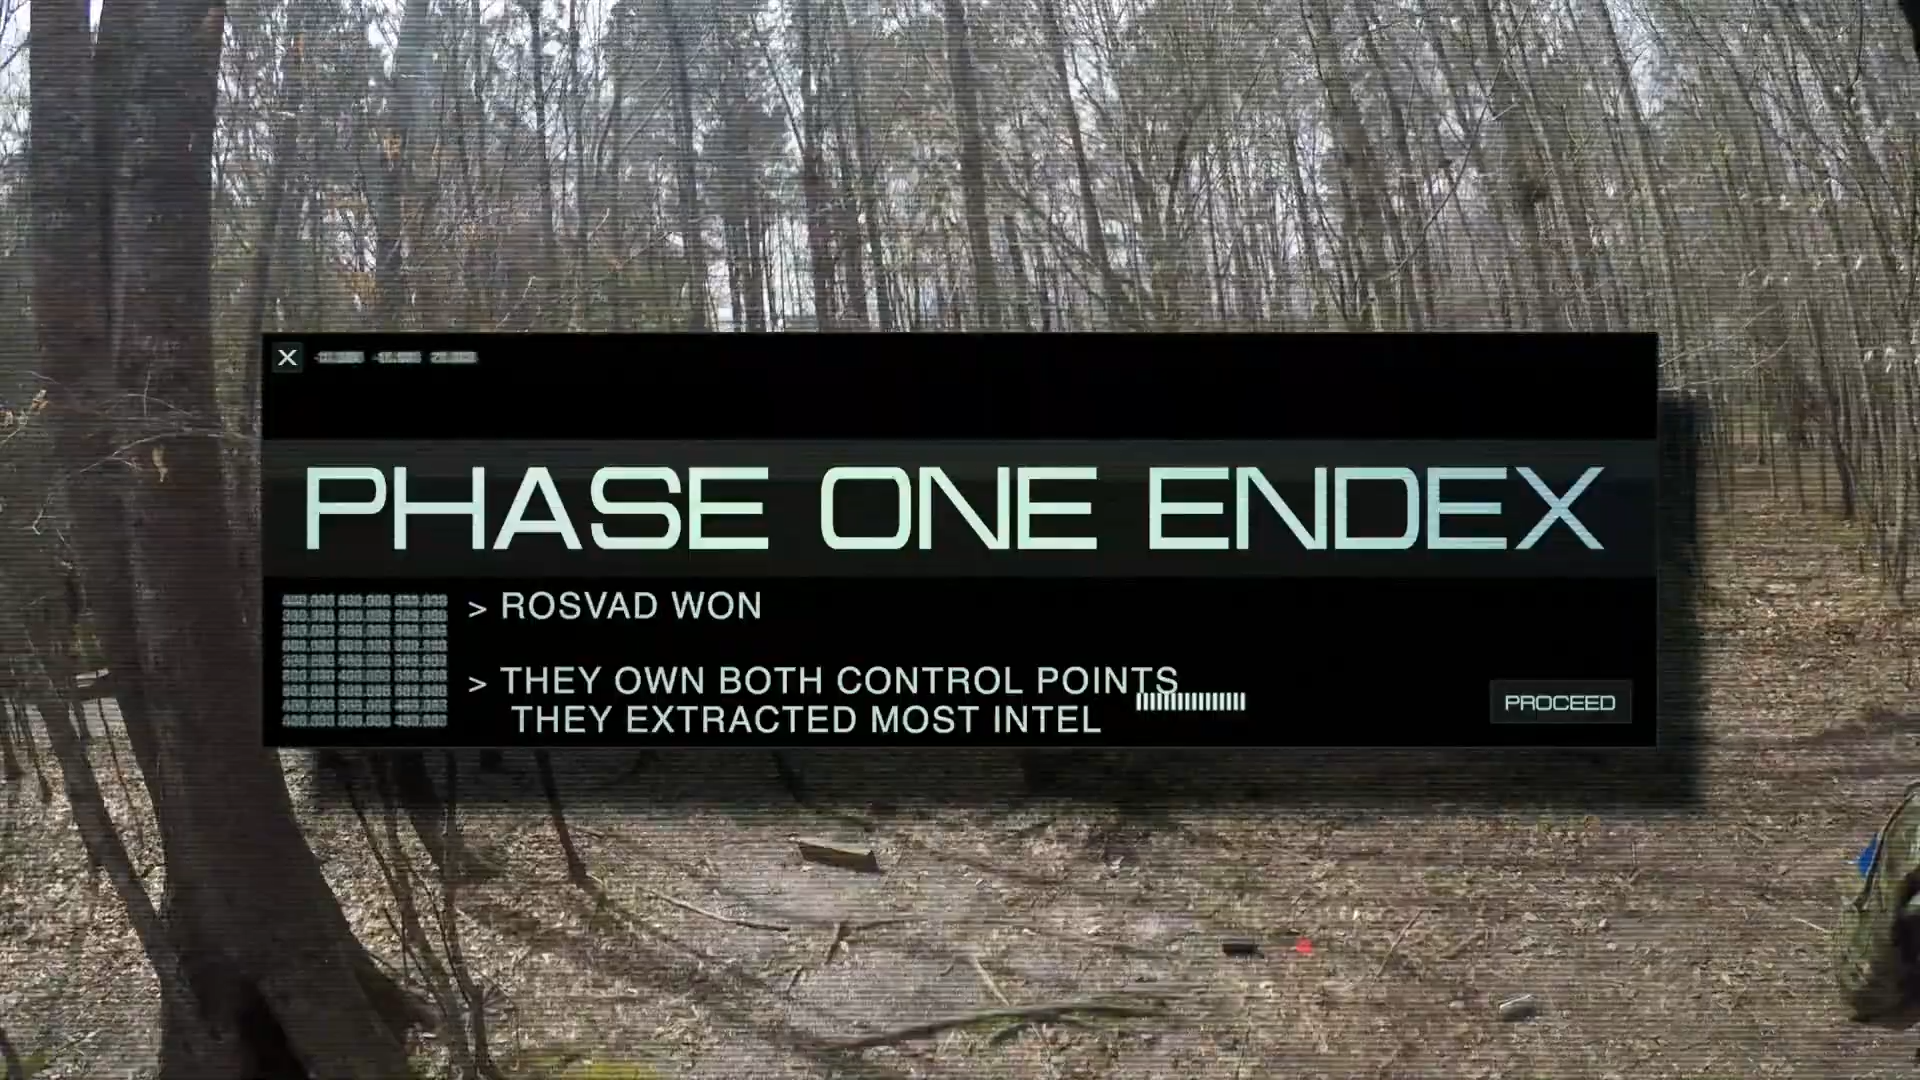 X
PHASE ONE ENDEX
> ROSVAD WON
> THEY OWN BOTH CONTROL POINTS
THEY EXTRACTED MOST INTEL
PROCEED